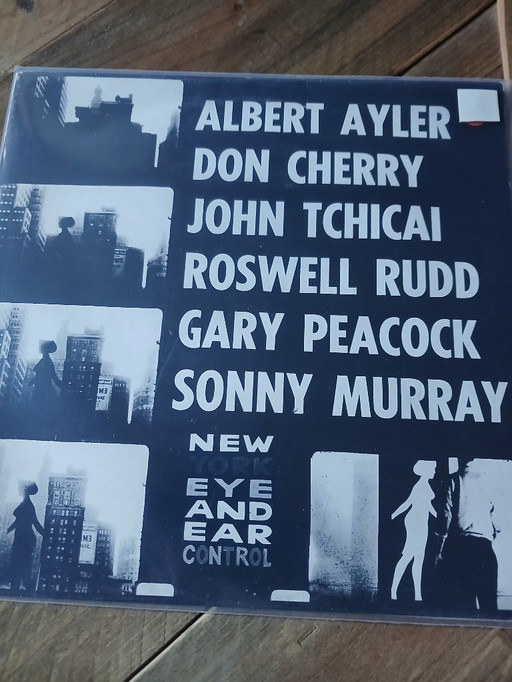 ALBERT AYLER
DON CHERRY
JOHN TCHICAI
ROSWELL RUDD
GARY PEACOCK
SONNY MURRAY
NEW
YORK
EYE
AND
EAR
CONTROL